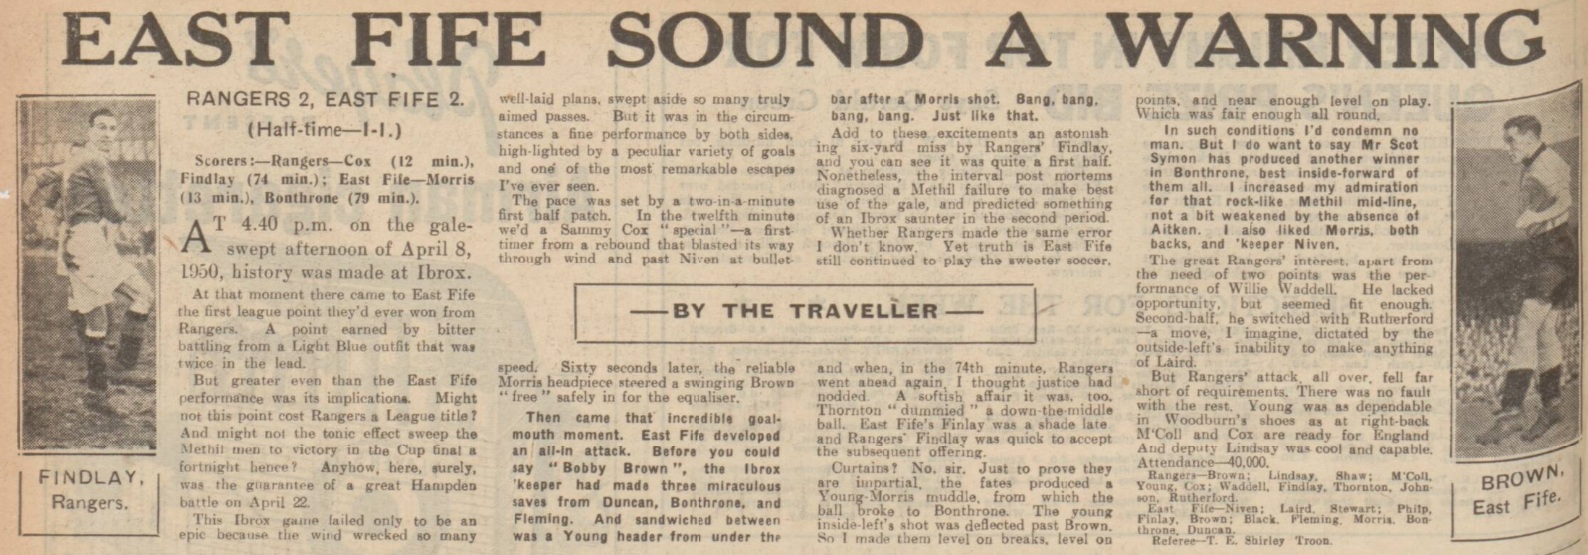 EAST FIFE SOUND A WARNING
FINDLAY,
Rangers.
RANGERS 2, EAST FIFE 2.
(Half-time—1-1.)
Scorers:—Rangers—Cox (12 min.),
Findlay (74 min.); East Fife—Morris
(13 min.), Bonthrone (79 min.).
AT 4.40 p.m. on the gale-
swept afternoon of April 8,
1950, history was made at Ibrox.
At that moment there came to East Fife
the first league point they'd ever won from
Rangers. A point earned by bitter
battling from a Light Blue outfit that was
twice in the lead.
But greater even than the East Fife
performance was its implications. Might
not this point cost Rangers a League title?
And might not the tonic effect sweep the
Methil men to victory in the Cup final a
fortnight hence? Anyhow, here, surely,
was the guarantee of a great Hampden
battle on April 22.
This Ibrox game failed only to be an
epic because the wind wrecked so many
well-laid plans, swept aside so many truly
aimed passes. But it was in the circum-
stances a fine performance by both sides,
high-lighted by a peculiar variety of goals
and one of the most remarkable escapes
I've ever seen.
The pace was set by a two-in-a-minute
first half patch. In the twelfth minute
we'd a Sammy Cox "special"—a first-
timer from a rebound that blasted its way
through wind and past Niven at bullet-
BY THE TRAVELLER
speed. Sixty seconds later, the reliable
Morris headpiece steered a swinging Brown
"free" safely in for the equaliser.
Then came that incredible goal-
mouth moment. East Fife developed
an all-in attack. Before you could
say "Bobby Brown", the Ibrox
'keeper had made three miraculous
saves from Duncan, Bonthrone, and
Fleming. And sandwiched between
was a Young header from under the
bar after a Morris shot. Bang, bang,
bang, bang. Just like that.
Add to these excitements an astonish
ing six-yard miss by Rangers' Findlay,
and you can see it was quite a first half.
Nonetheless, the interval post mortems
diagnosed a Methil failure to make best
use of the gale, and predicted something
of an Ibrox saunter in the second period.
Whether Rangers made the same error
I don't know. Yet truth is East Fife
still continued to play the sweeter soccer,
and when, in the 74th minute, Rangers
went ahead again, I thought justice had
nodded. A softish affair it was, too.
Thornton "dummied" a down-the-middle
ball. East Fife's Finlay was a shade late
and Rangers' Findlay was quick to accept
the subsequent offering.
Curtains? No, sir. Just to prove they
are impartial, the fates produced a
Young-Morris muddle, from which the
ball broke to Bonthrone. The young
inside-left's shot was deflected past Brown.
So I made them level on breaks, level on
points, and near enough level on play.
Which was fair enough all round.
In such conditions I'd condemn no
man. But I do want to say Mr Scot
Symon has produced another winner
in Bonthrone, best inside-forward of
them all. I increased my admiration
for that rock-like Methil mid-line,
not a bit weakened by the absence of
Aitken. I also liked Morris, both
backs, and 'keeper Niven.
The great Rangers' interest, apart from
the need of two points was the per-
formance of Willie Waddell. He lacked
opportunity, but seemed fit enough.
Second-half, he switched with Rutherford
—a move, I imagine, dictated by the
outside-left's inability to make anything
of Laird.
But Rangers' attack, all over, fell far
short of requirements. There was no fault
with the rest. Young was as dependable
in Woodburn's shoes as at right-back
M'Coll and Cox are ready for England
And deputy Lindsay was cool and capable.
Attendance—40,000.
Rangers—Brown; Lindsay, Shaw; M'Coll,
Young, Cox; Waddell, Findlay, Thornton, John-
son, Rutherford.
East Fife—Niven; Laird, Stewart; Philp,
Finlay, Brown; Black, Fleming, Morris, Bon-
throne, Duncan.
Referee—T. E. Shirley Troon.
BROWN,
East Fife.